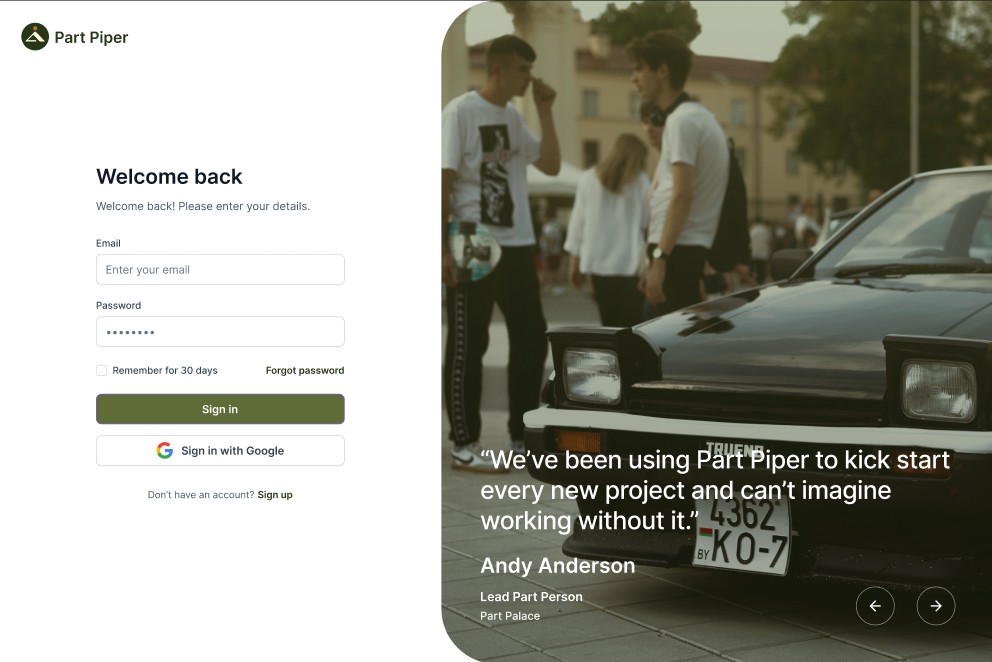 Part Piper
Welcome back
Welcome back! Please enter your details.
Email
Enter your email
Password
••••••••
Remember for 30 days
Forgot password
Sign in
Sign in with Google
Don’t have an account? Sign up
TRUENO
“We’ve been using Part Piper to kick start
every new project and can’t imagine
working without it.”
4362
BY KO-7
Andy Anderson
Lead Part Person
Part Palace